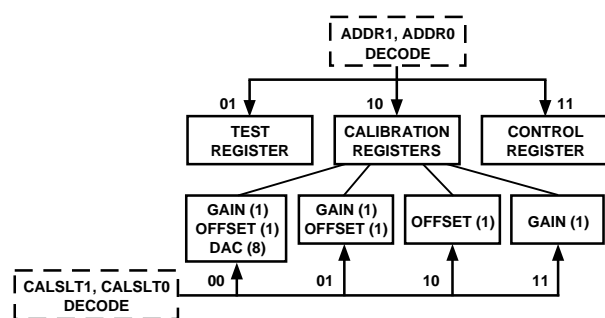 ADDR1, ADDR0
DECODE
01
10
11
TEST
REGISTER
CALIBRATION
REGISTERS
CONTROL
REGISTER
GAIN (1)
OFFSET (1)
DAC (8)
GAIN (1)
OFFSET (1)
OFFSET (1)
GAIN (1)
CALSLT1, CALSLT0
DECODE
00
01
10
11